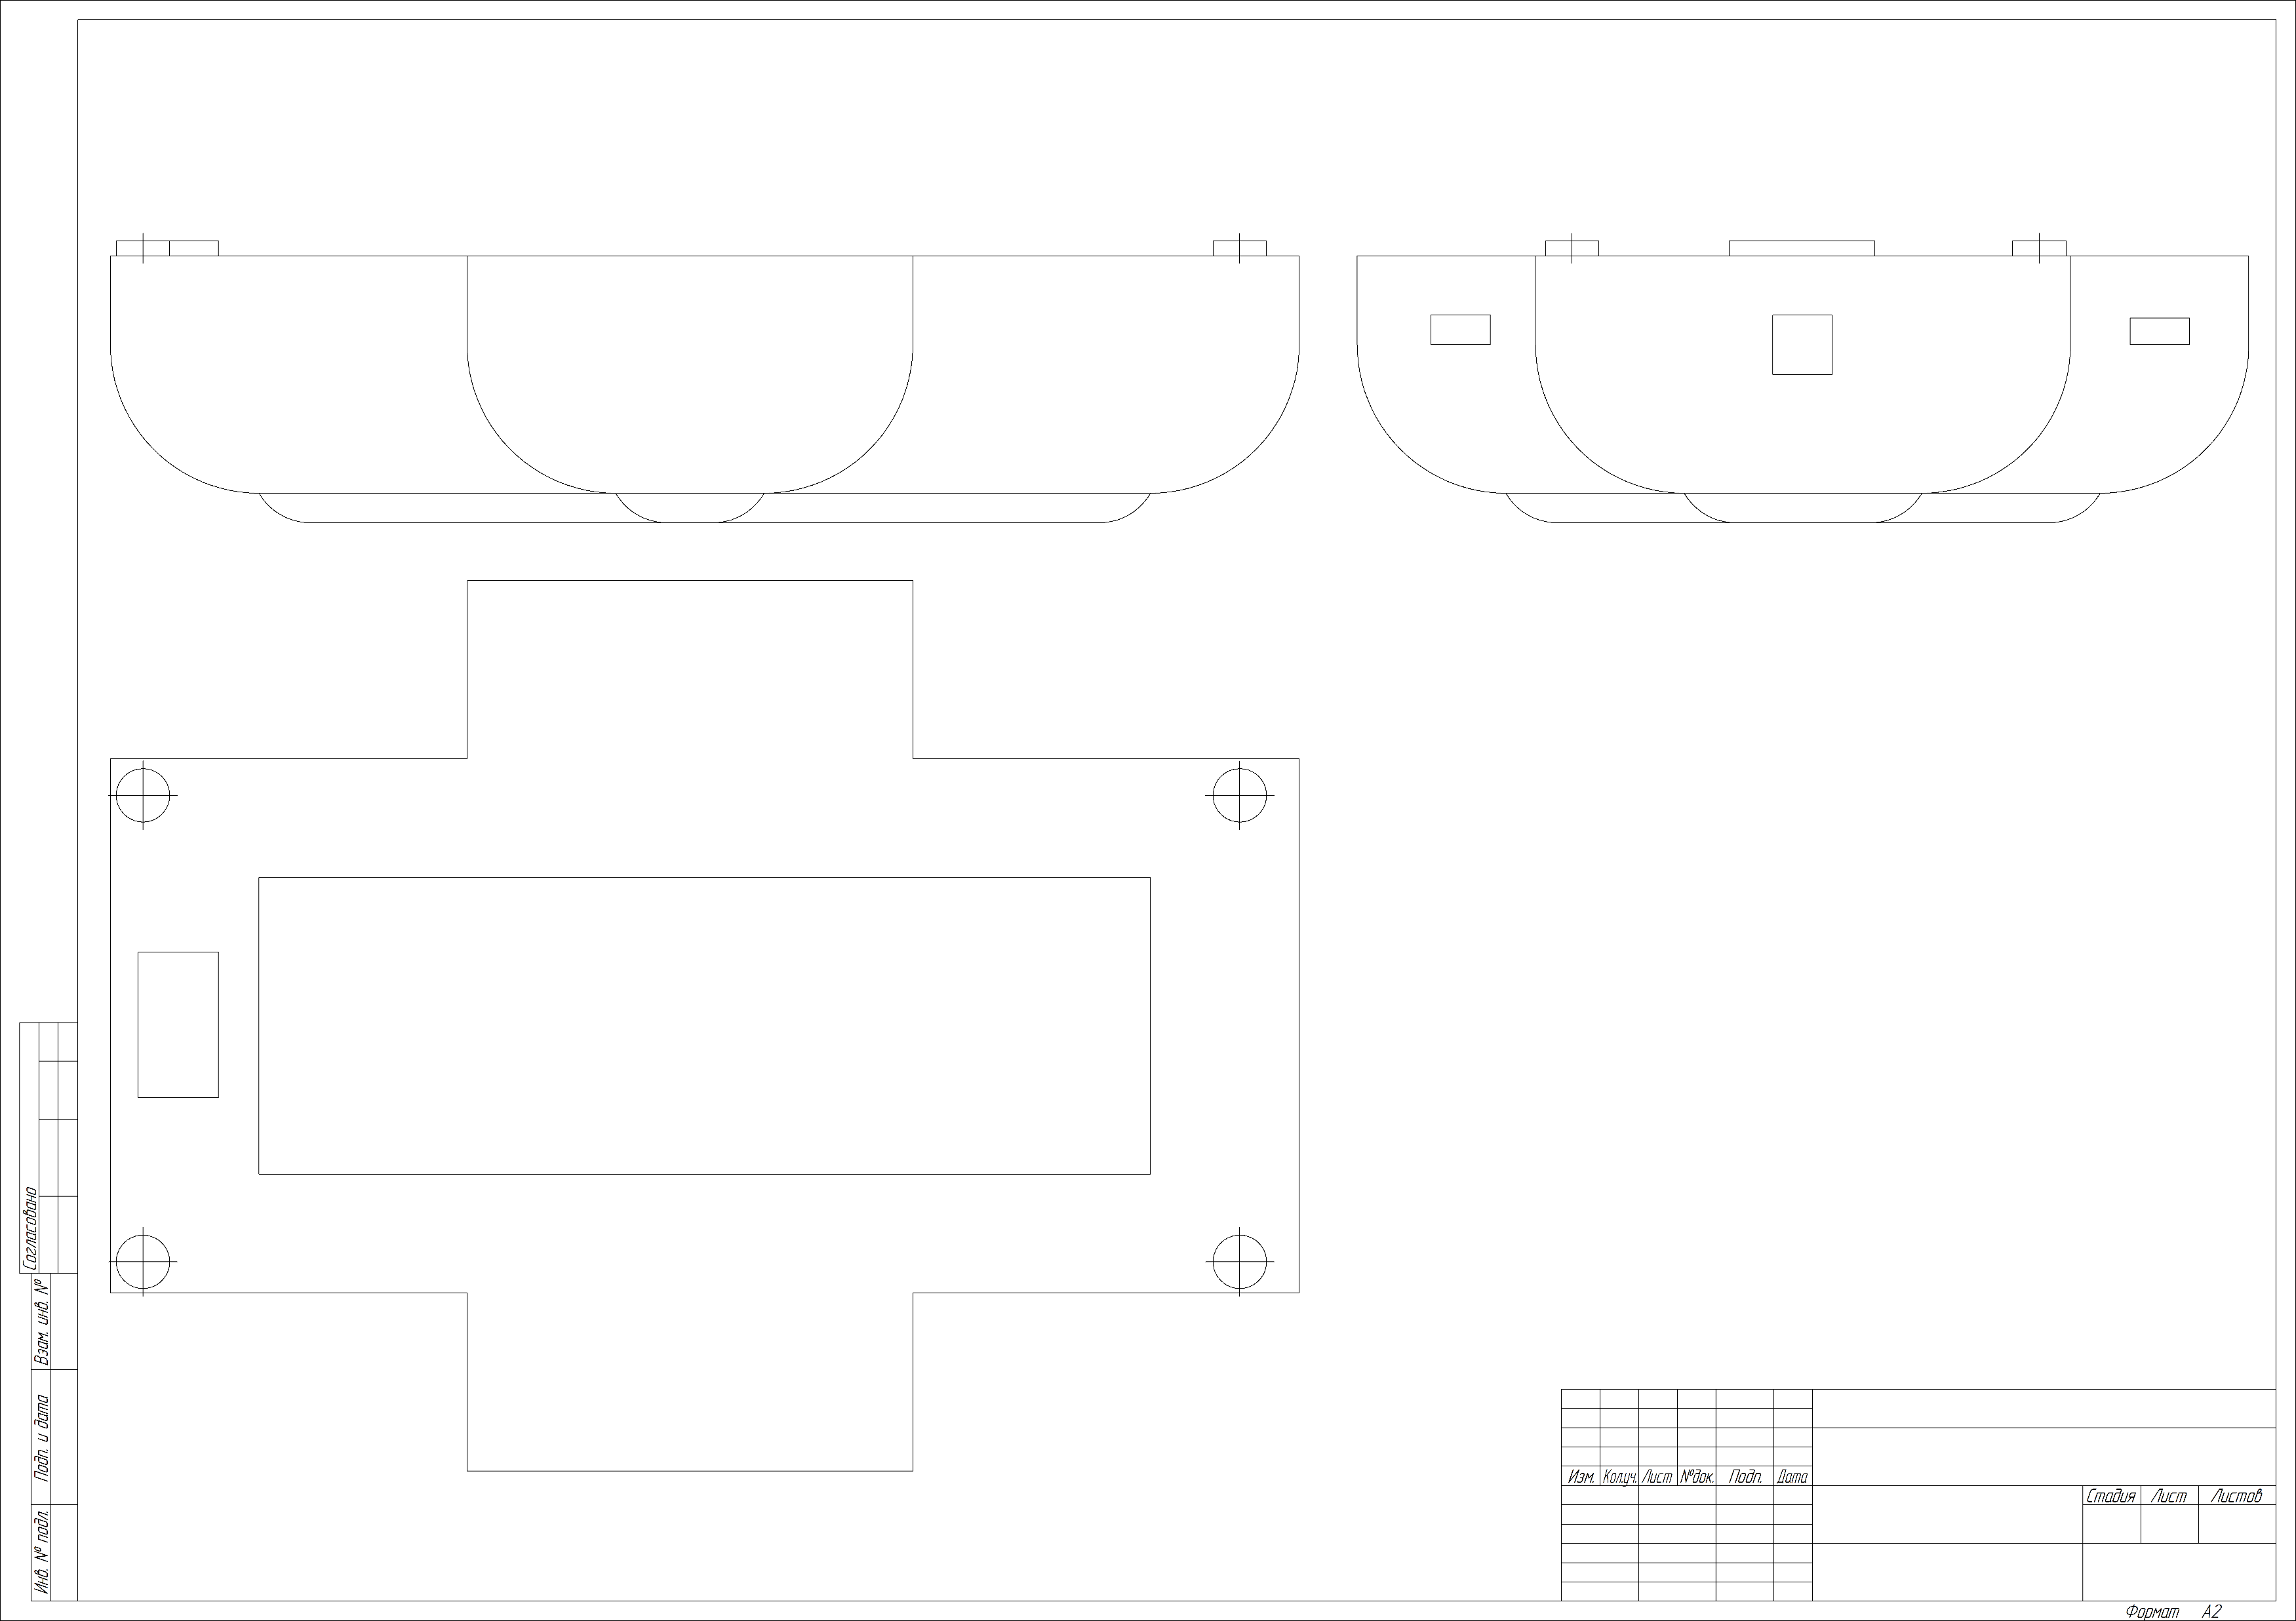 Согласовано
Взам. инв. №
Подп. и дата
Инв. № подл.
Изм. Кол.уч. Лист №док. Подп. Дата
Стадия Лист Листов
Формат А2